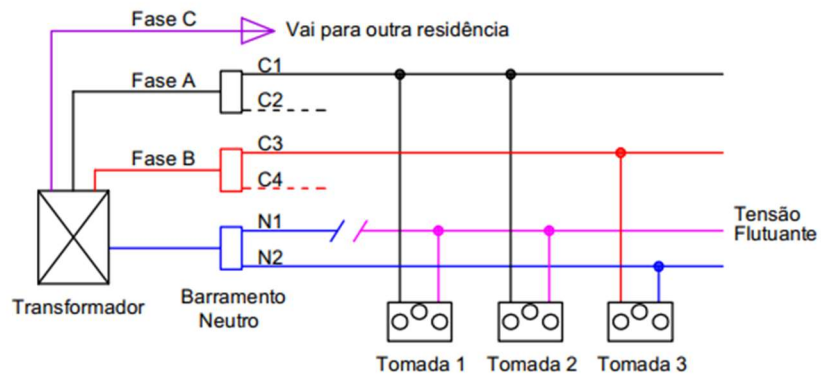 Fase C
Vai para outra residência
Fase A
C1
C2
Fase B
C3
C4
N1
N2
Tensão
Flutuante
Transformador
Barramento
Neutro
Tomada 1
Tomada 2
Tomada 3